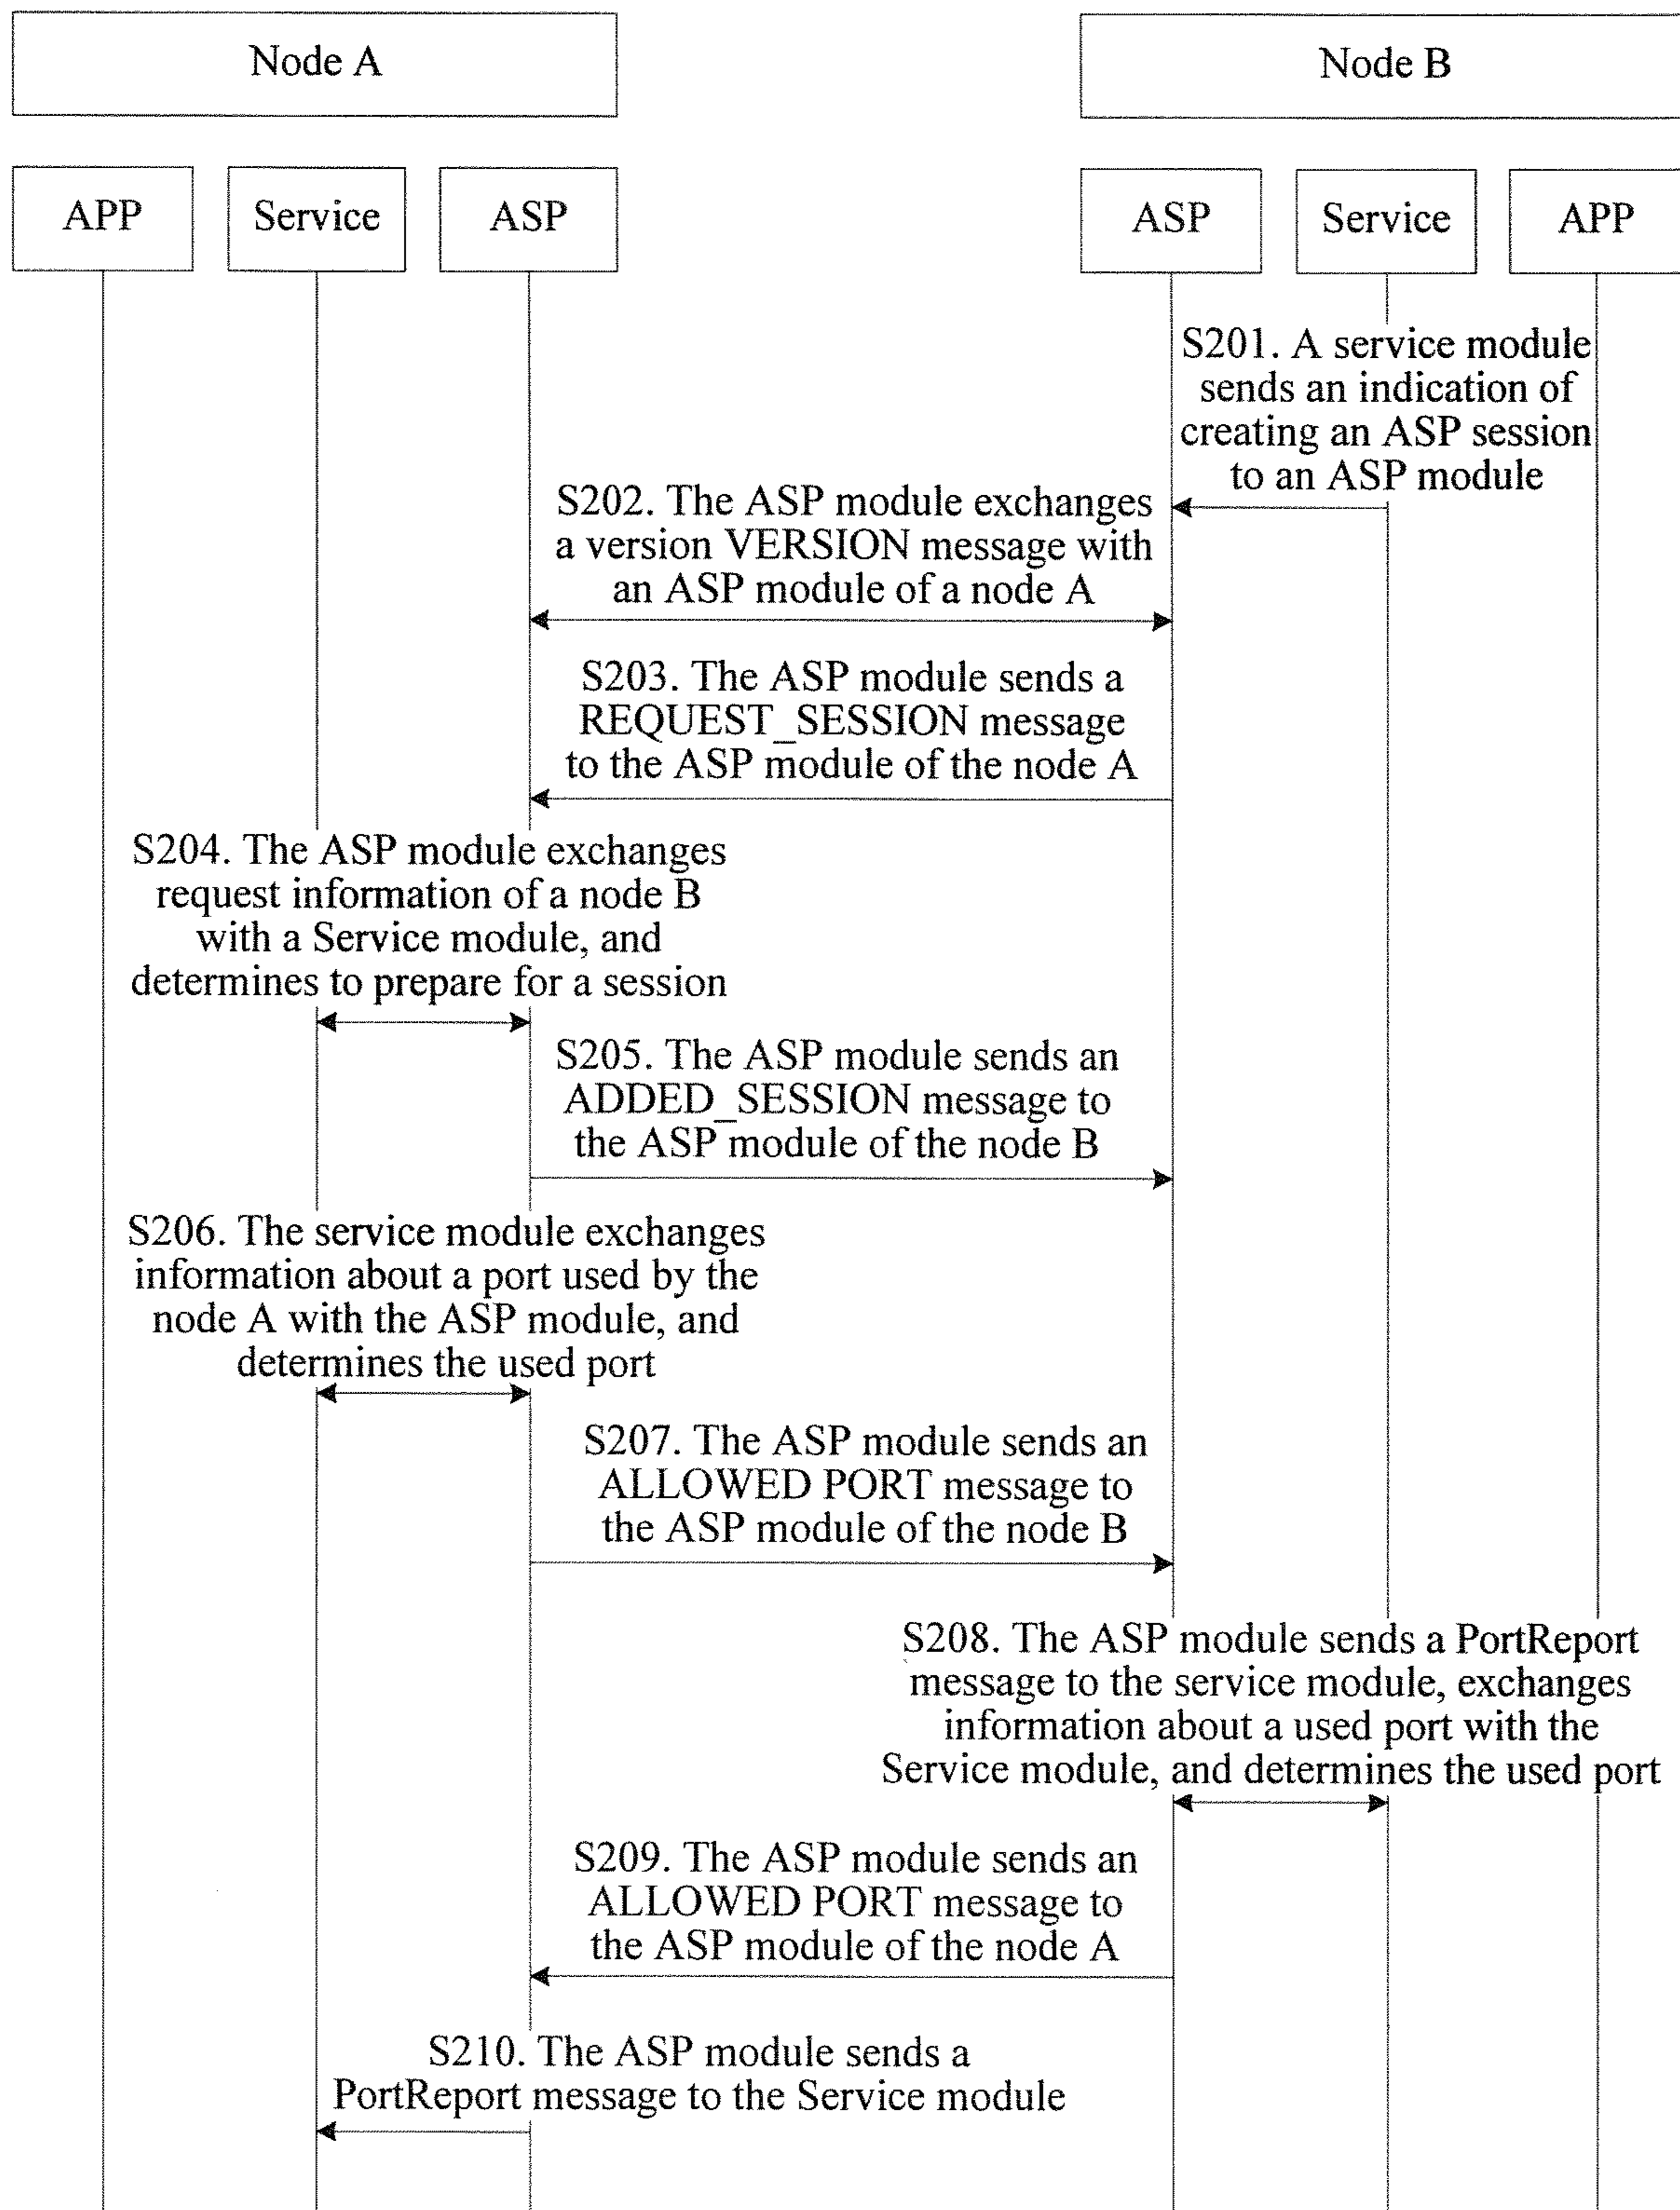 Node A
Node B
APP
Service
ASP
ASP
Service
APP
S201. A service module
sends an indication of
creating an ASP session
to an ASP module
S202. The ASP module exchanges
a version VERSION message with
an ASP module of a node A
S203. The ASP module sends a
REQUEST_SESSION message
to the ASP module of the node A
S204. The ASP module exchanges
request information of a node B
with a Service module, and
determines to prepare for a session
S205. The ASP module sends an
ADDED_SESSION message to
the ASP module of the node B
S206. The service module exchanges
information about a port used by the
node A with the ASP module, and
determines the used port
S207. The ASP module sends an
ALLOWED PORT message to
the ASP module of the node B
S208. The ASP module sends a PortReport
message to the service module, exchanges
information about a used port with the
Service module, and determines the used port
S209. The ASP module sends an
ALLOWED PORT message to
the ASP module of the node A
S210. The ASP module sends a
PortReport message to the Service module